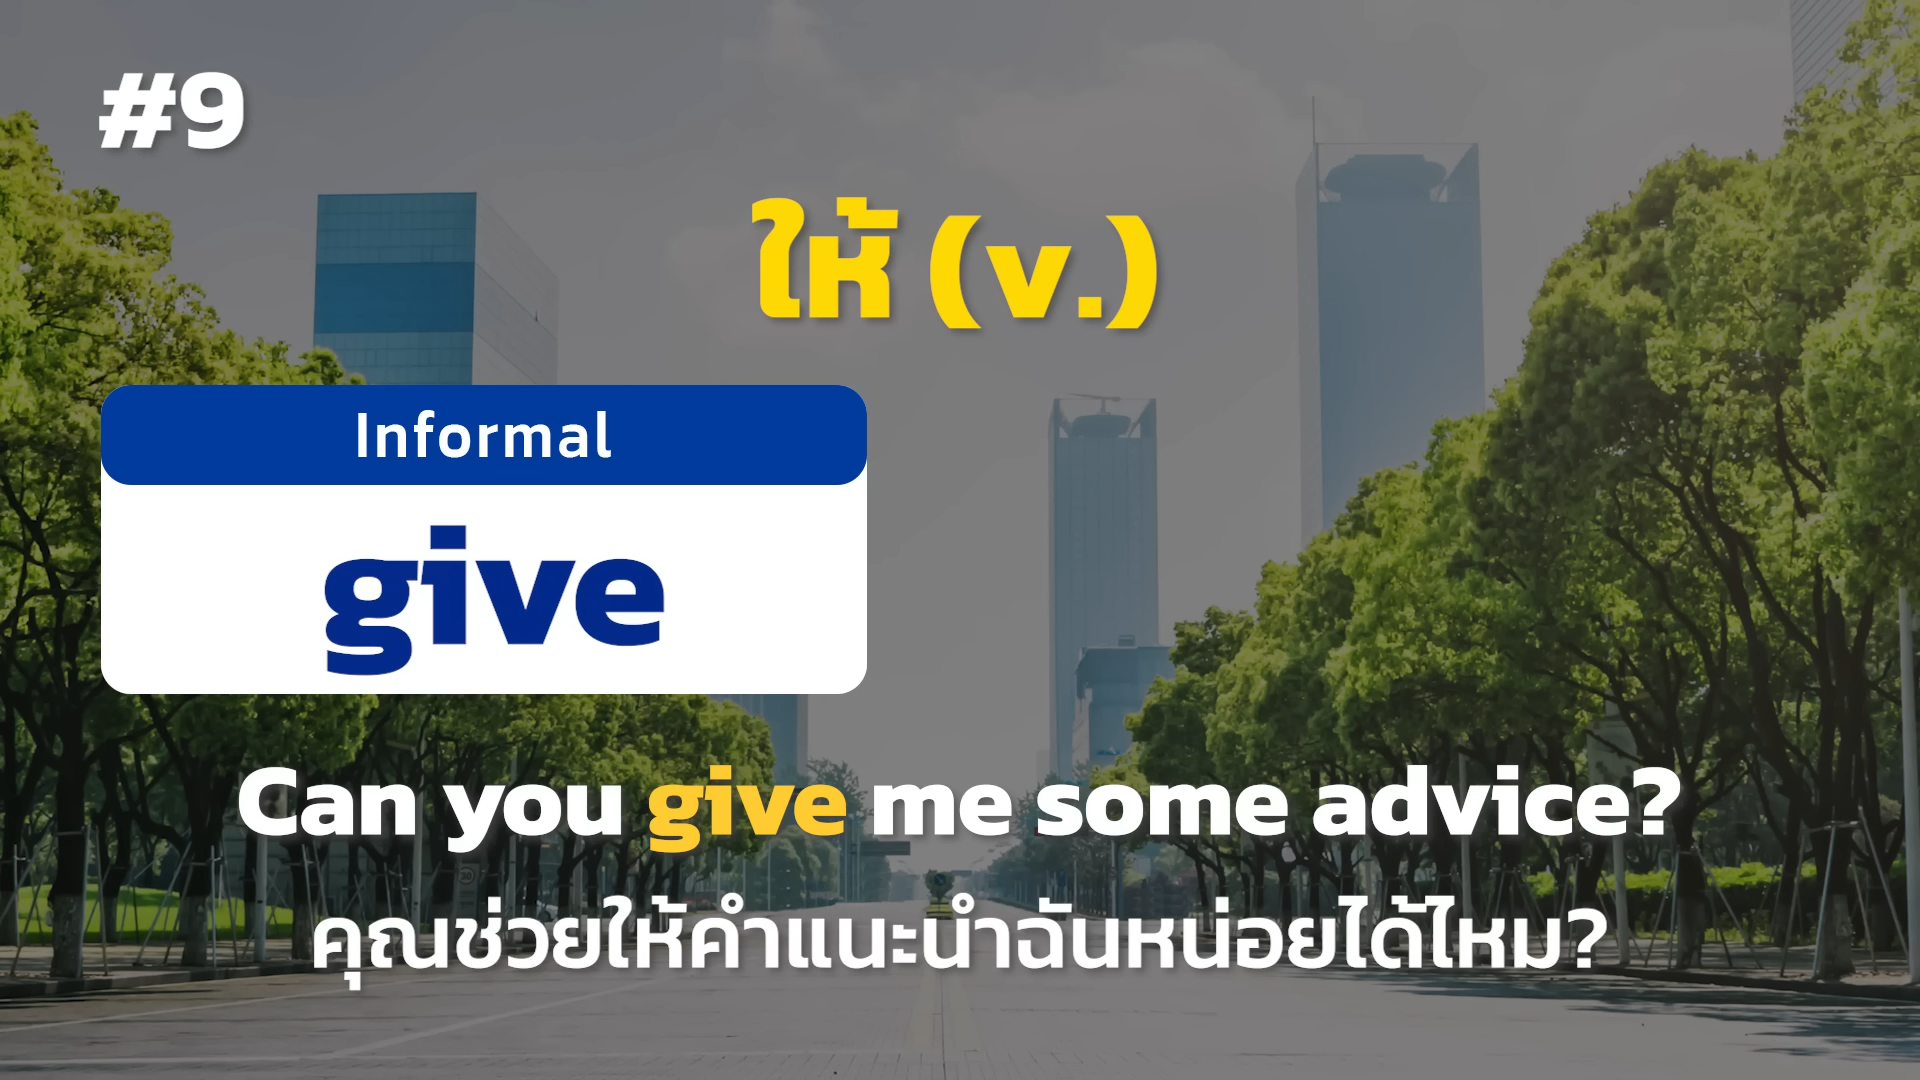 #9
ให้ (v.)
Informal
give
Can you give me some advice?
คุณช่วยให้คำแนะนำฉันหน่อยได้ไหม?